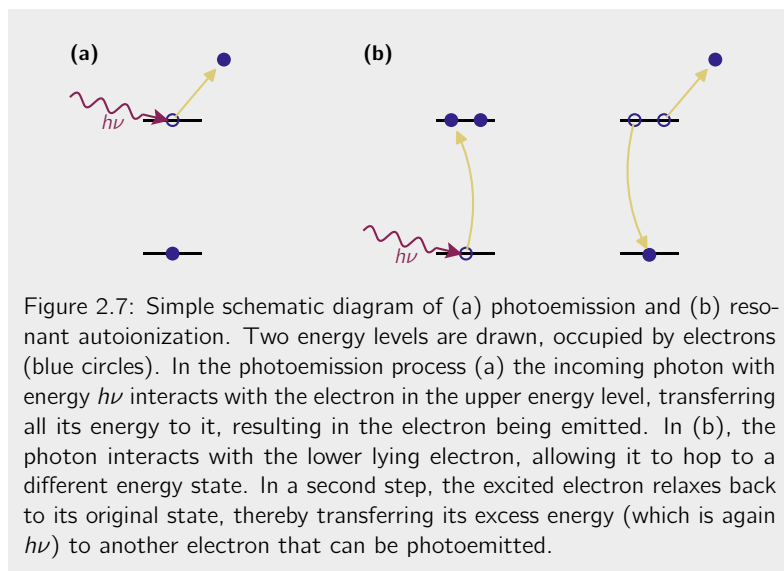 (a) (b)
hν
hν
Figure 2.7: Simple schematic diagram of (a) photoemission and (b) reso-
nant autoionization. Two energy levels are drawn, occupied by electrons
(blue circles). In the photoemission process (a) the incoming photon with
energy hν interacts with the electron in the upper energy level, transferring
all its energy to it, resulting in the electron being emitted. In (b), the
photon interacts with the lower lying electron, allowing it to hop to a
different energy state. In a second step, the excited electron relaxes back
to its original state, thereby transferring its excess energy (which is again
hν) to another electron that can be photoemitted.